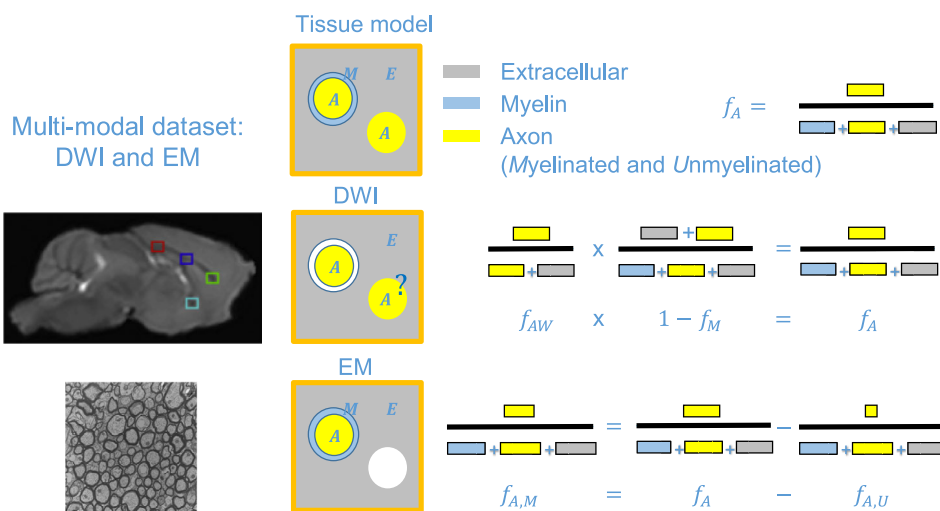 Tissue model
M E
A
A
Extracellular
Myelin
Axon
(Myelinated and Unmyelinated)
f_A =
+ +
Multi-modal dataset:
DWI and EM
DWI
E
A
A ?
+
x =
+ + + + +
f_AW x 1 − f_M = f_A
EM
M E
A
= −
+ + + + + +
f_A,M = f_A − f_A,U